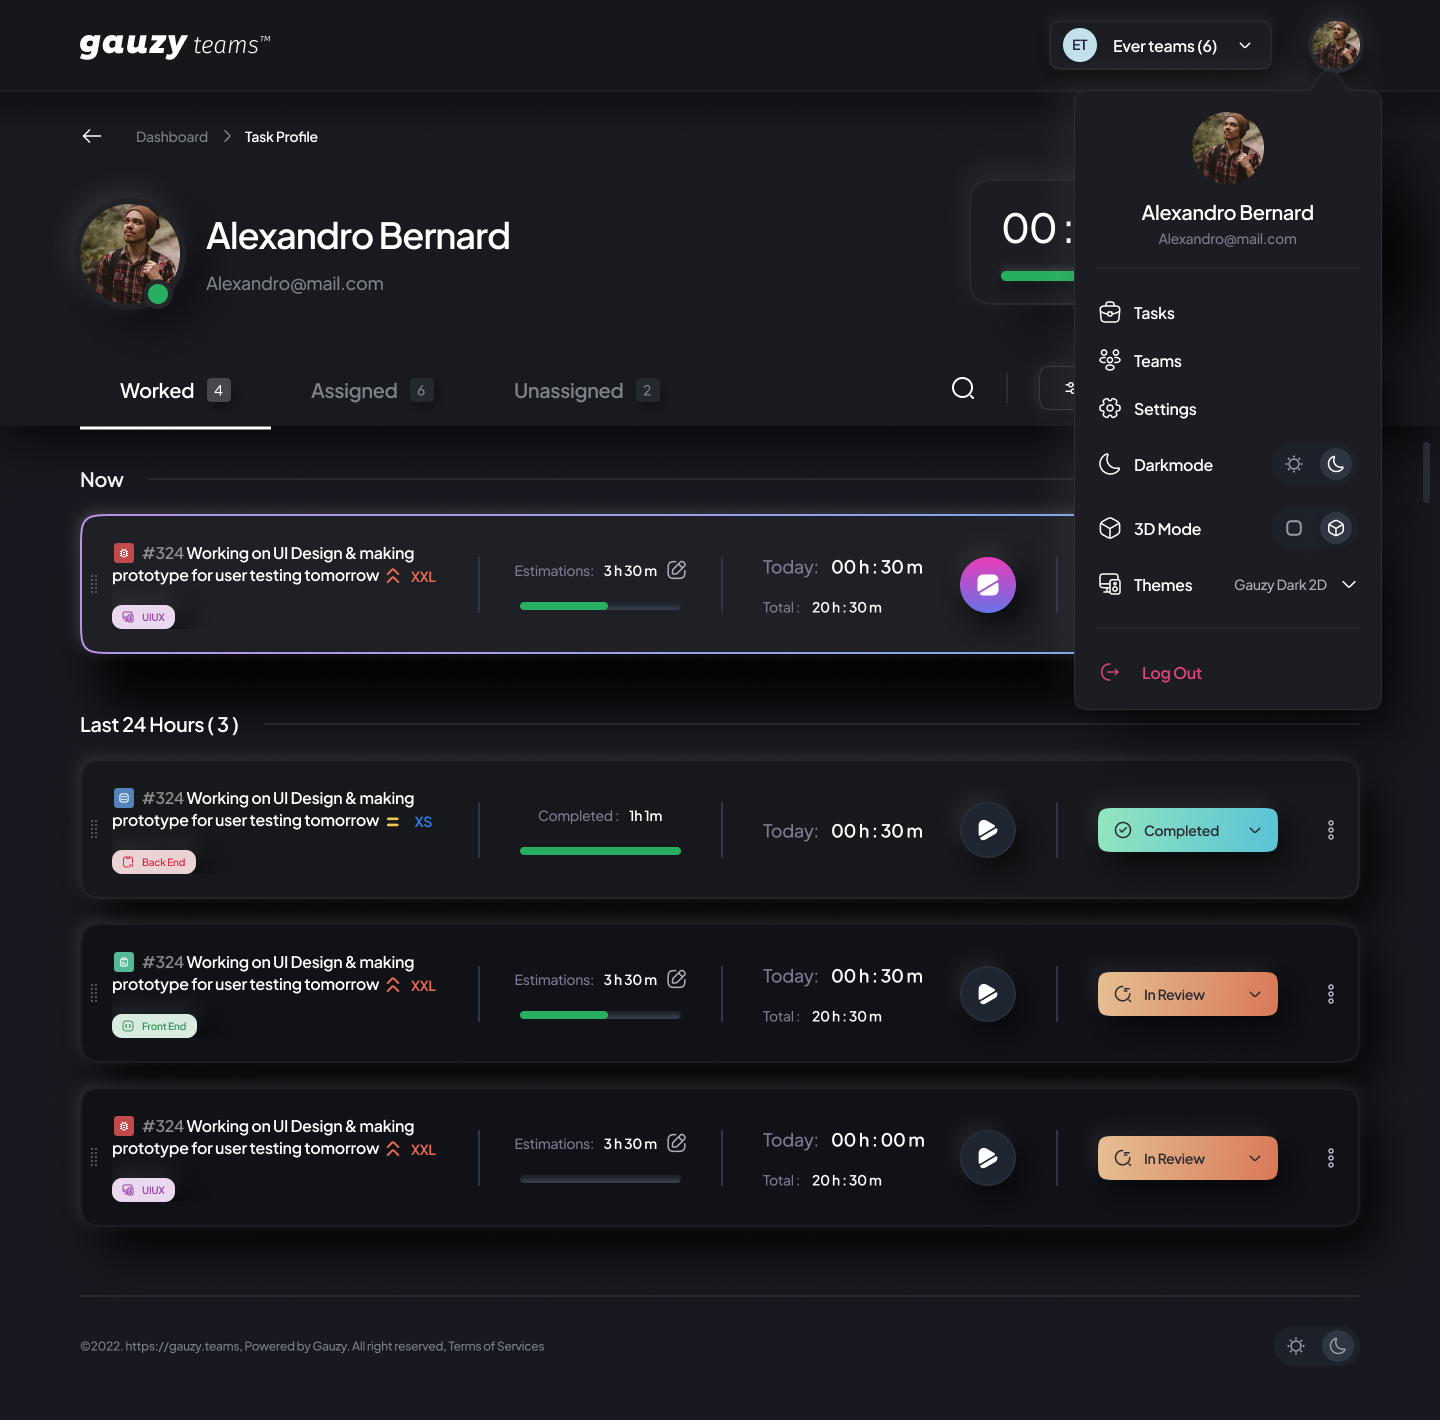 gauzy teams™
ET Ever teams (6)
Dashboard Task Profile
Alexandro Bernard
Alexandro@mail.com
00 :
Worked 4
Assigned 6
Unassigned 2
Alexandro Bernard
Alexandro@mail.com
Tasks
Teams
Settings
Darkmode
3D Mode
Themes Gauzy Dark 2D
Log Out
Now
#324 Working on UI Design & making
prototype for user testing tomorrow XXL
UIUX
Estimations: 3 h 30 m
Today: 00 h : 30 m
Total : 20 h : 30 m
Last 24 Hours ( 3 )
#324 Working on UI Design & making
prototype for user testing tomorrow XS
Back End
Completed : 1h 1m
Today: 00 h : 30 m
Completed
#324 Working on UI Design & making
prototype for user testing tomorrow XXL
Front End
Estimations: 3 h 30 m
Today: 00 h : 30 m
Total : 20 h : 30 m
In Review
#324 Working on UI Design & making
prototype for user testing tomorrow XXL
UIUX
Estimations: 3 h 30 m
Today: 00 h : 00 m
Total : 20 h : 30 m
In Review
©2022. https://gauzy.teams, Powered by Gauzy. All right reserved, Terms of Services